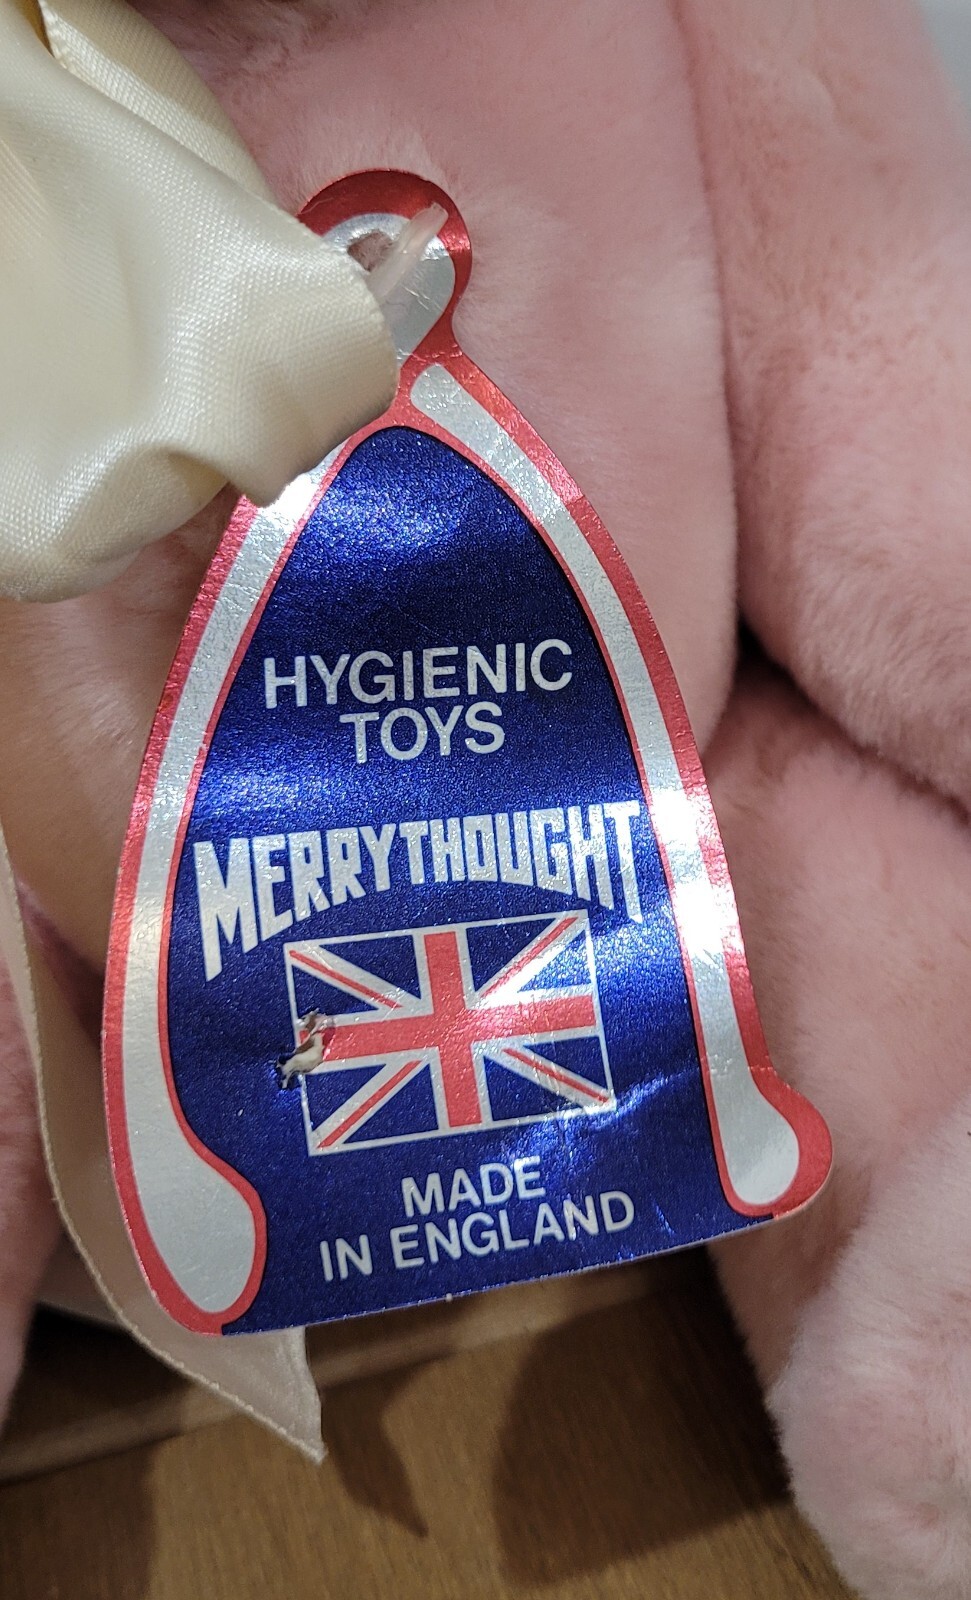 HYGIENIC
TOYS
MERRYTHOUGHT
MADE
IN ENGLAND